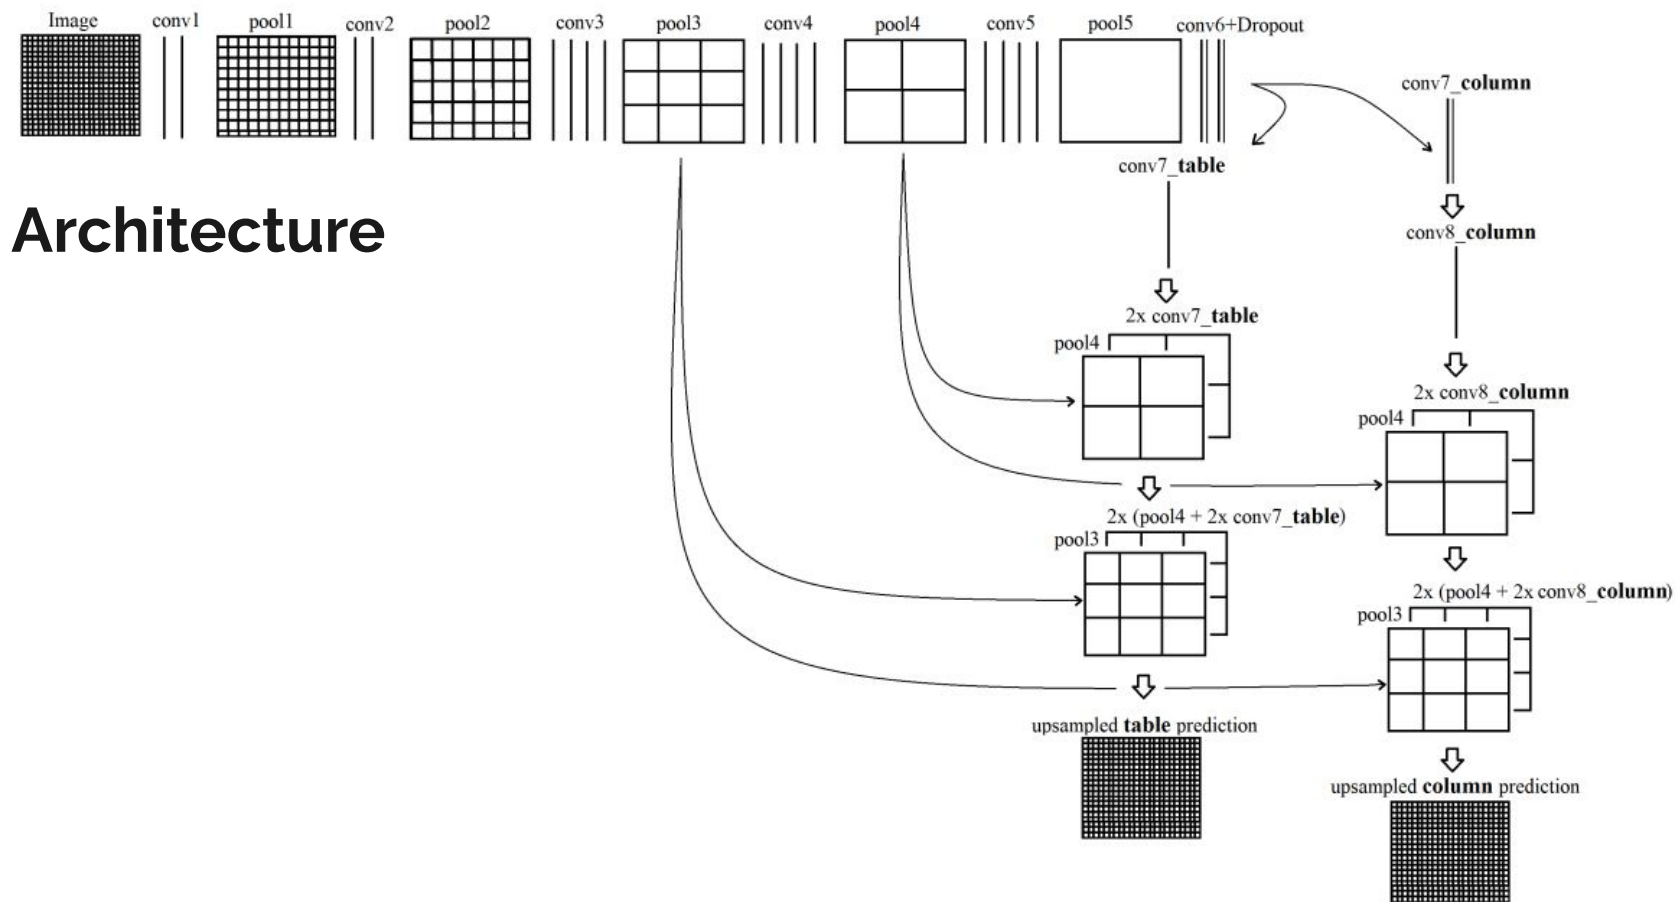 Image conv1 pool1 conv2 pool2 conv3 pool3 conv4 pool4 conv5 pool5 conv6+Dropout
conv7_column
conv7_table
Architecture
conv8_column
2x conv7_table
pool4
2x conv8_column
pool4
2x (pool4 + 2x conv7_table)
pool3
2x (pool4 + 2x conv8_column)
pool3
upsampled table prediction
upsampled column prediction